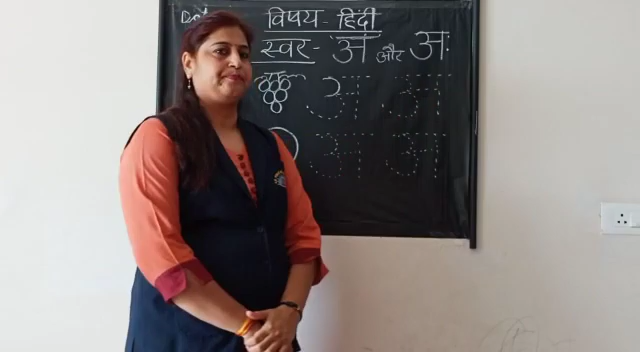 विषय - हिंदी
स्वर - अ और अः
अ अ
अ अ